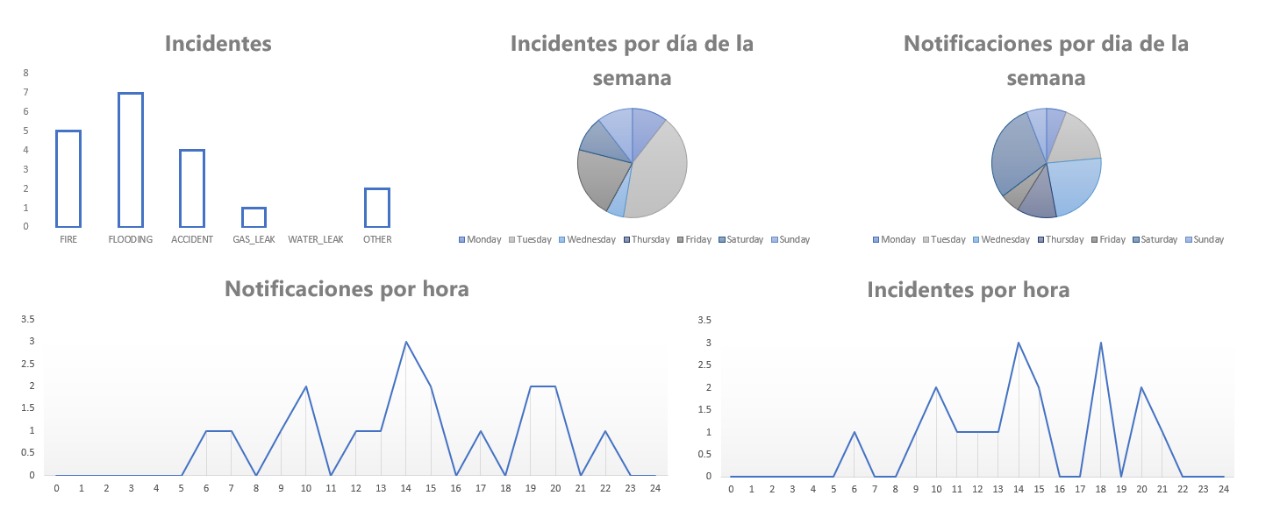 Incidentes
8
7
6
5
4
3
2
1
0
FIRE FLOODING ACCIDENT GAS_LEAK WATER_LEAK OTHER
Incidentes por día de la
semana
Monday Tuesday Wednesday Thursday Friday Saturday Sunday
Notificaciones por dia de la
semana
Monday Tuesday Wednesday Thursday Friday Saturday Sunday
Notificaciones por hora
3.5
3
2.5
2
1.5
1
0.5
0
0 1 2 3 4 5 6 7 8 9 10 11 12 13 14 15 16 17 18 19 20 21 22 23 24
Incidentes por hora
3.5
3
2.5
2
1.5
1
0.5
0
0 1 2 3 4 5 6 7 8 9 10 11 12 13 14 15 16 17 18 19 20 21 22 23 24